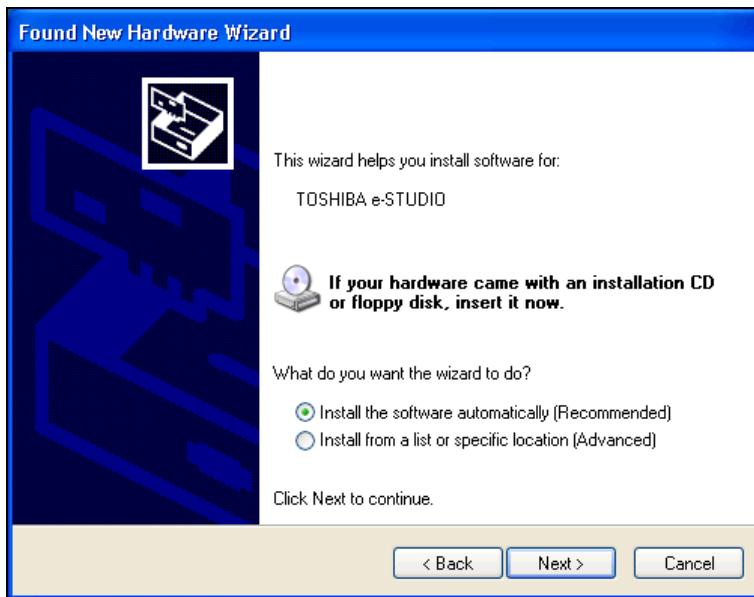 Found New Hardware Wizard
This wizard helps you install software for:
TOSHIBA e-STUDIO
If your hardware came with an installation CD
or floppy disk, insert it now.
What do you want the wizard to do?
Install the software automatically (Recommended)
Install from a list or specific location (Advanced)
Click Next to continue.
< Back
Next >
Cancel